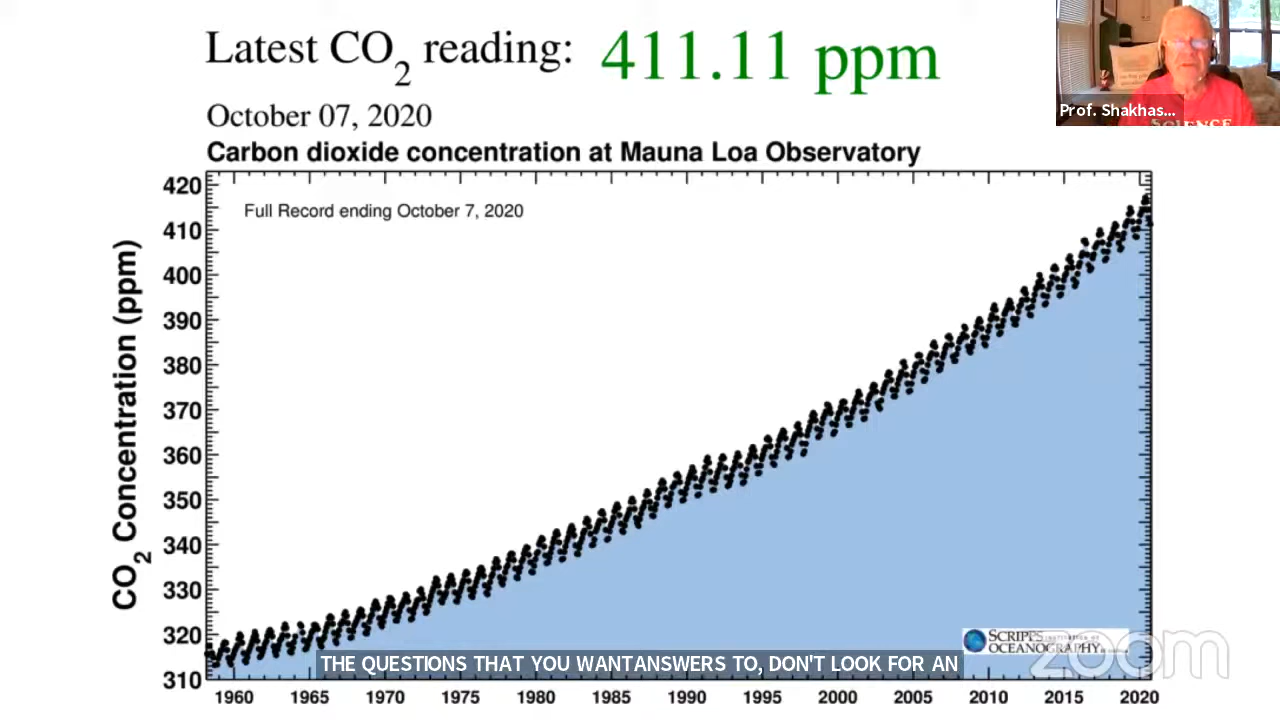 Latest CO2 reading: 411.11 ppm
October 07, 2020
Carbon dioxide concentration at Mauna Loa Observatory
Prof. Shakhas...
SCIENCE
Full Record ending October 7, 2020
CO2 Concentration (ppm)
420
410
400
390
380
370
360
350
340
330
320
310
1960 1965 1970 1975 1980 1985 1990 1995 2000 2005 2010 2015 2020
SCRIPPS INSTITUTION OF
OCEANOGRAPHY
zoom
THE QUESTIONS THAT YOU WANTANSWERS TO, DON'T LOOK FOR AN